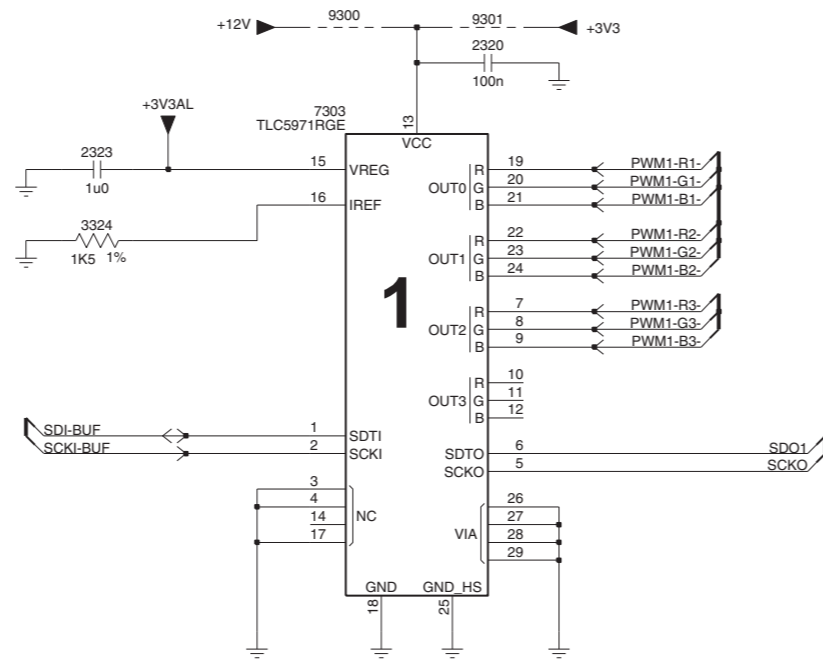 +12V 9300 9301 +3V3
2320
100n
+3V3AL
7303
TLC5971RGE
13
VCC
2323
1u0
15 VREG
16 IREF
3324
1K5 1%
OUT0 R 19 PWM1-R1-
G 20 PWM1-G1-
B 21 PWM1-B1-
OUT1 R 22 PWM1-R2-
G 23 PWM1-G2-
B 24 PWM1-B2-
1
OUT2 R 7 PWM1-R3-
G 8 PWM1-G3-
B 9 PWM1-B3-
OUT3 R 10
G 11
B 12
SDI-BUF 1 SDTI
SCKI-BUF 2 SCKI
SDTO 6 SDO1
SCKO 5 SCKO
3
4
14
17
NC
VIA
26
27
28
29
GND GND_HS
18 25